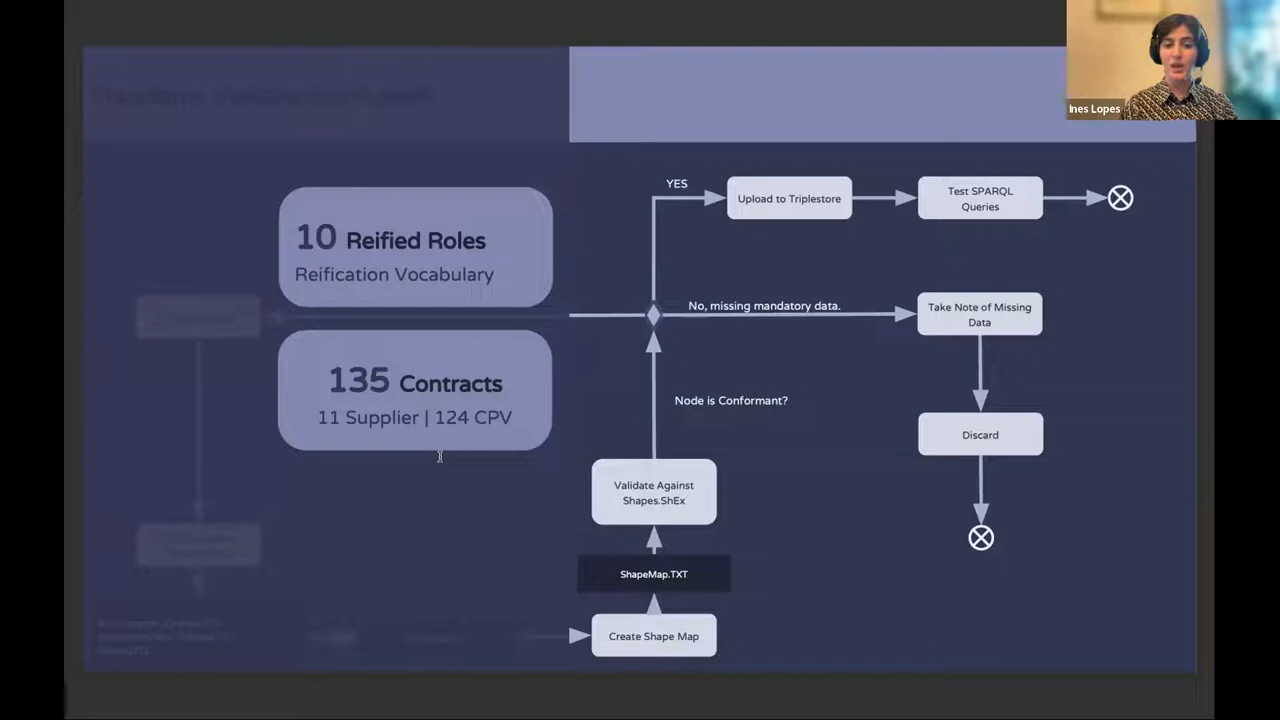 Ines Lopes
10 Reified Roles
Reification Vocabulary
135 Contracts
11 Supplier | 124 CPV
YES
Upload to Triplestore
Test SPARQL
Queries
No, missing mandatory data.
Take Note of Missing
Data
Node is Conformant?
Discard
Validate Against
Shapes.ShEx
ShapeMap.TXT
Create Shape Map